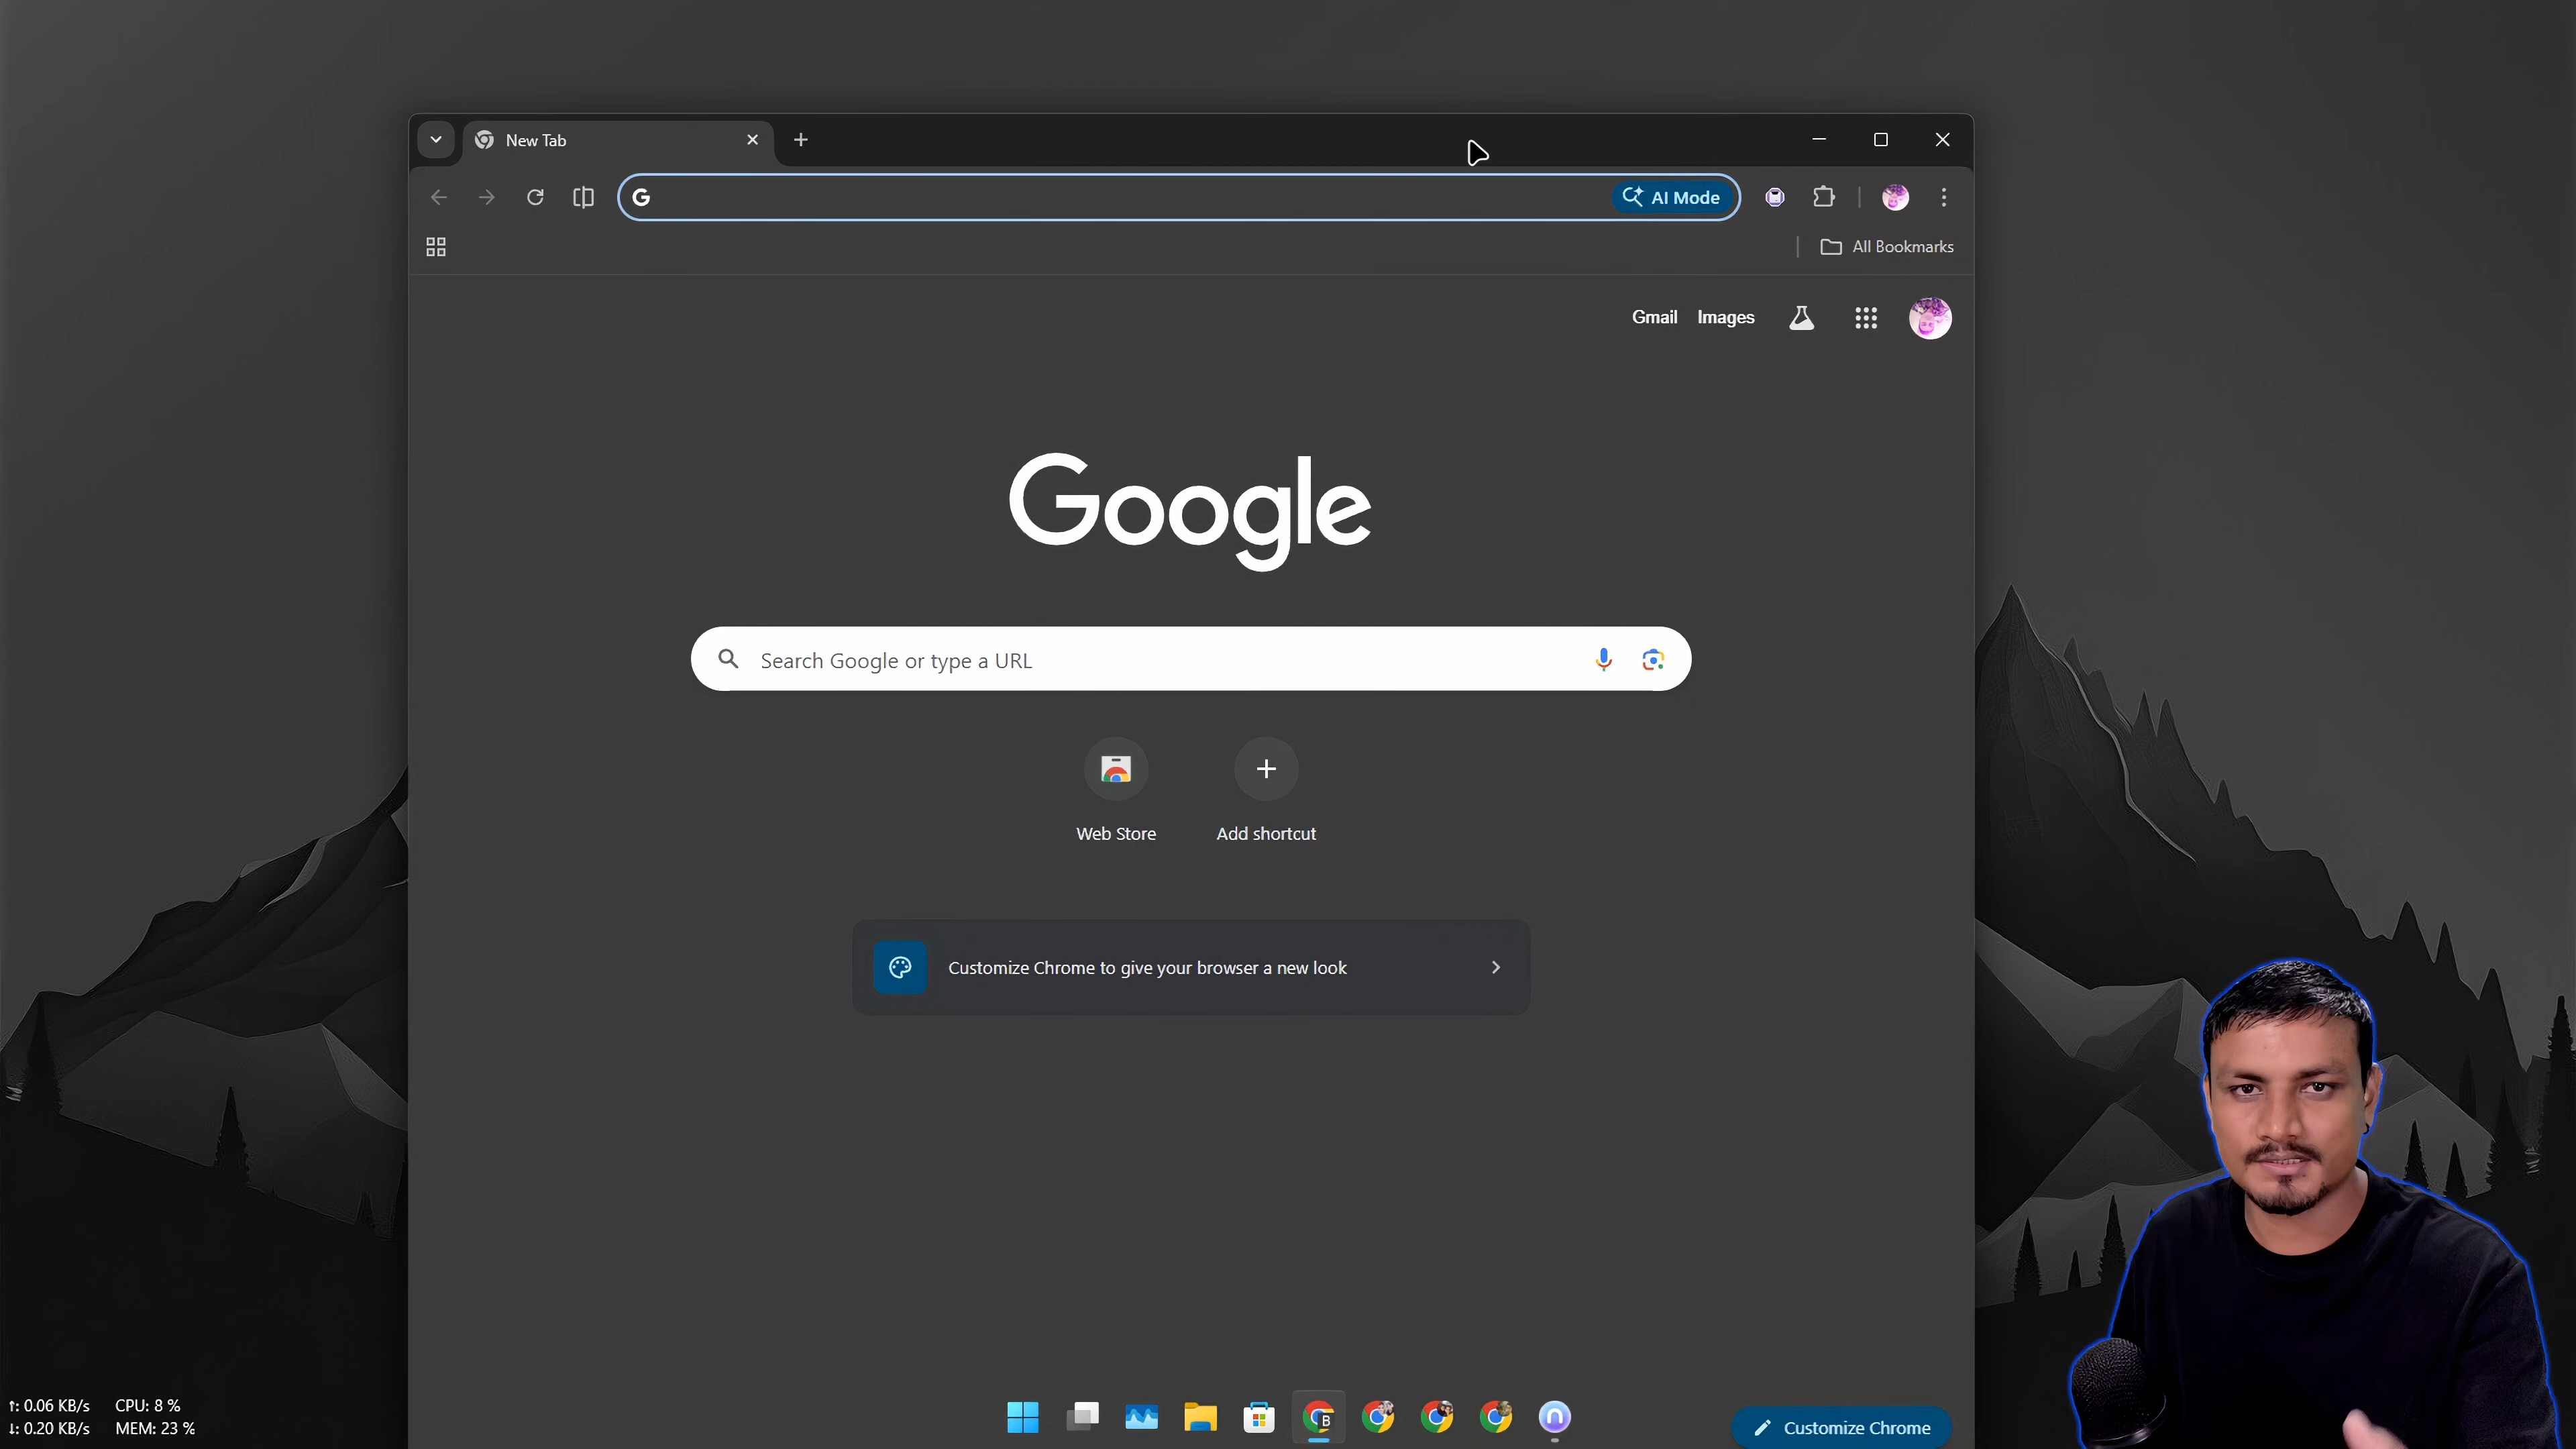 New Tab
AI Mode
All Bookmarks
Gmail Images
Google
Search Google or type a URL
Web Store
Add shortcut
Customize Chrome to give your browser a new look
↑: 0.06 KB/s CPU: 8 %
↓: 0.20 KB/s MEM: 23 %
B
Customize Chrome